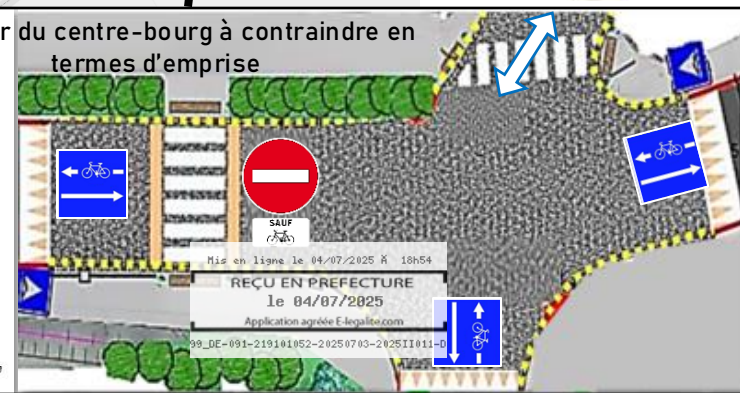 r du centre-bourg à contraindre en
termes d'emprise
SAUF
Mis en ligne le 04/07/2025 À 18h54
REÇU EN PREFECTURE
le 04/07/2025
Application agréée E-legalite.com
99_DE-091-219101052-20250703-2025II011-D